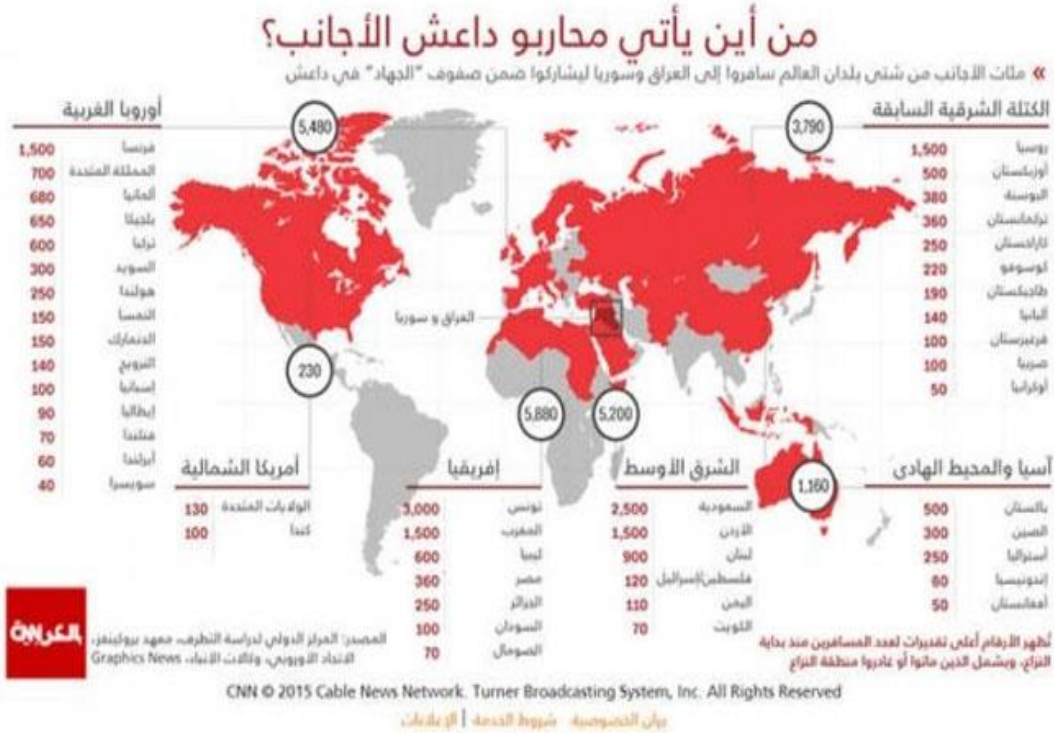 من أين يأتي محاربو داعش الأجانب؟
» مئات الأجانب من شتى بلدان العالم سافروا إلى العراق وسوريا ليشاركوا ضمن صفوف "الجهاد" في داعش
الكتلة الشرقية السابقة
3,790
روسيا 1,500
أوزبكستان 500
البوسنة 380
تركمانستان 360
كازاخستان 250
كوسوفو 220
طاجيكستان 190
ألبانيا 140
قرغيزستان 100
صربيا 100
أوكرانيا 50
أوروبا الغربية
5,480
فرنسا 1,500
المملكة المتحدة 700
ألمانيا 680
بلجيكا 650
تركيا 600
السويد 300
هولندا 250
النمسا 150
الدنمارك 150
النرويج 140
إسبانيا 100
إيطاليا 90
فنلندا 70
أيرلندا 60
سويسرا 40
العراق و سوريا
آسيا والمحيط الهادى
1,160
باكستان 500
الصين 300
أستراليا 250
إندونيسيا 60
أفغانستان 50
الشرق الأوسط
5,200
السعودية 2,500
الأردن 1,500
لبنان 900
فلسطين/إسرائيل 120
اليمن 110
الكويت 70
إفريقيا
5,880
تونس 3,000
المغرب 1,500
ليبيا 600
مصر 360
الجزائر 250
السودان 100
الصومال 70
أمريكا الشمالية
230
الولايات المتحدة 130
كندا 100
تُظهر الأرقام أعلى تقديرات لعدد المسافرين منذ بداية
النزاع، ويشمل الذين ماتوا أو غادروا منطقة النزاع
المصدر: المركز الدولي لدراسة التطرف، معهد بروكينغز،
الاتحاد الأوروبي، وكالات الأنباء، Graphics News
CNN بالعربية
CNN © 2015 Cable News Network. Turner Broadcasting System, Inc. All Rights Reserved
بيان الخصوصية شروط الخدمة | الإعلانات